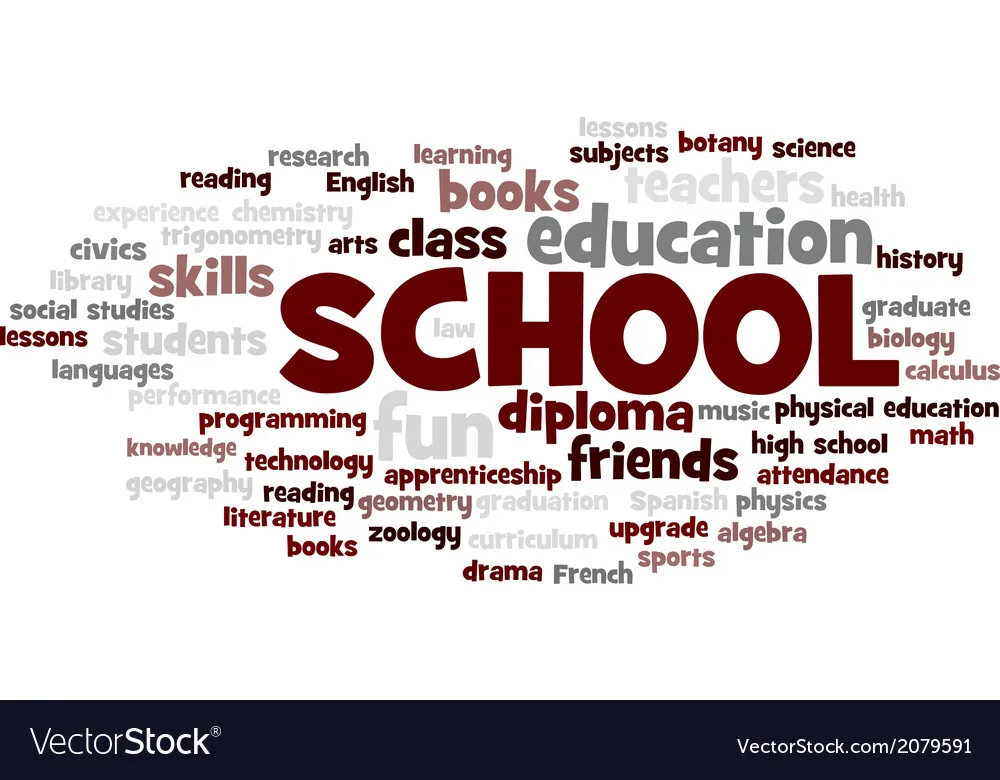 lessons
research learning subjects botany science
reading English books teachers health
experience chemistry
civics trigonometry arts class education history
library skills
social studies SCHOOL graduate
lessons students law biology
languages calculus
performance
programming fun diploma music physical education
knowledge technology friends high school math
apprenticeship attendance
geography reading geometry graduation Spanish physics
literature zoology curriculum upgrade algebra
books sports
drama French
VectorStock® VectorStock.com/2079591